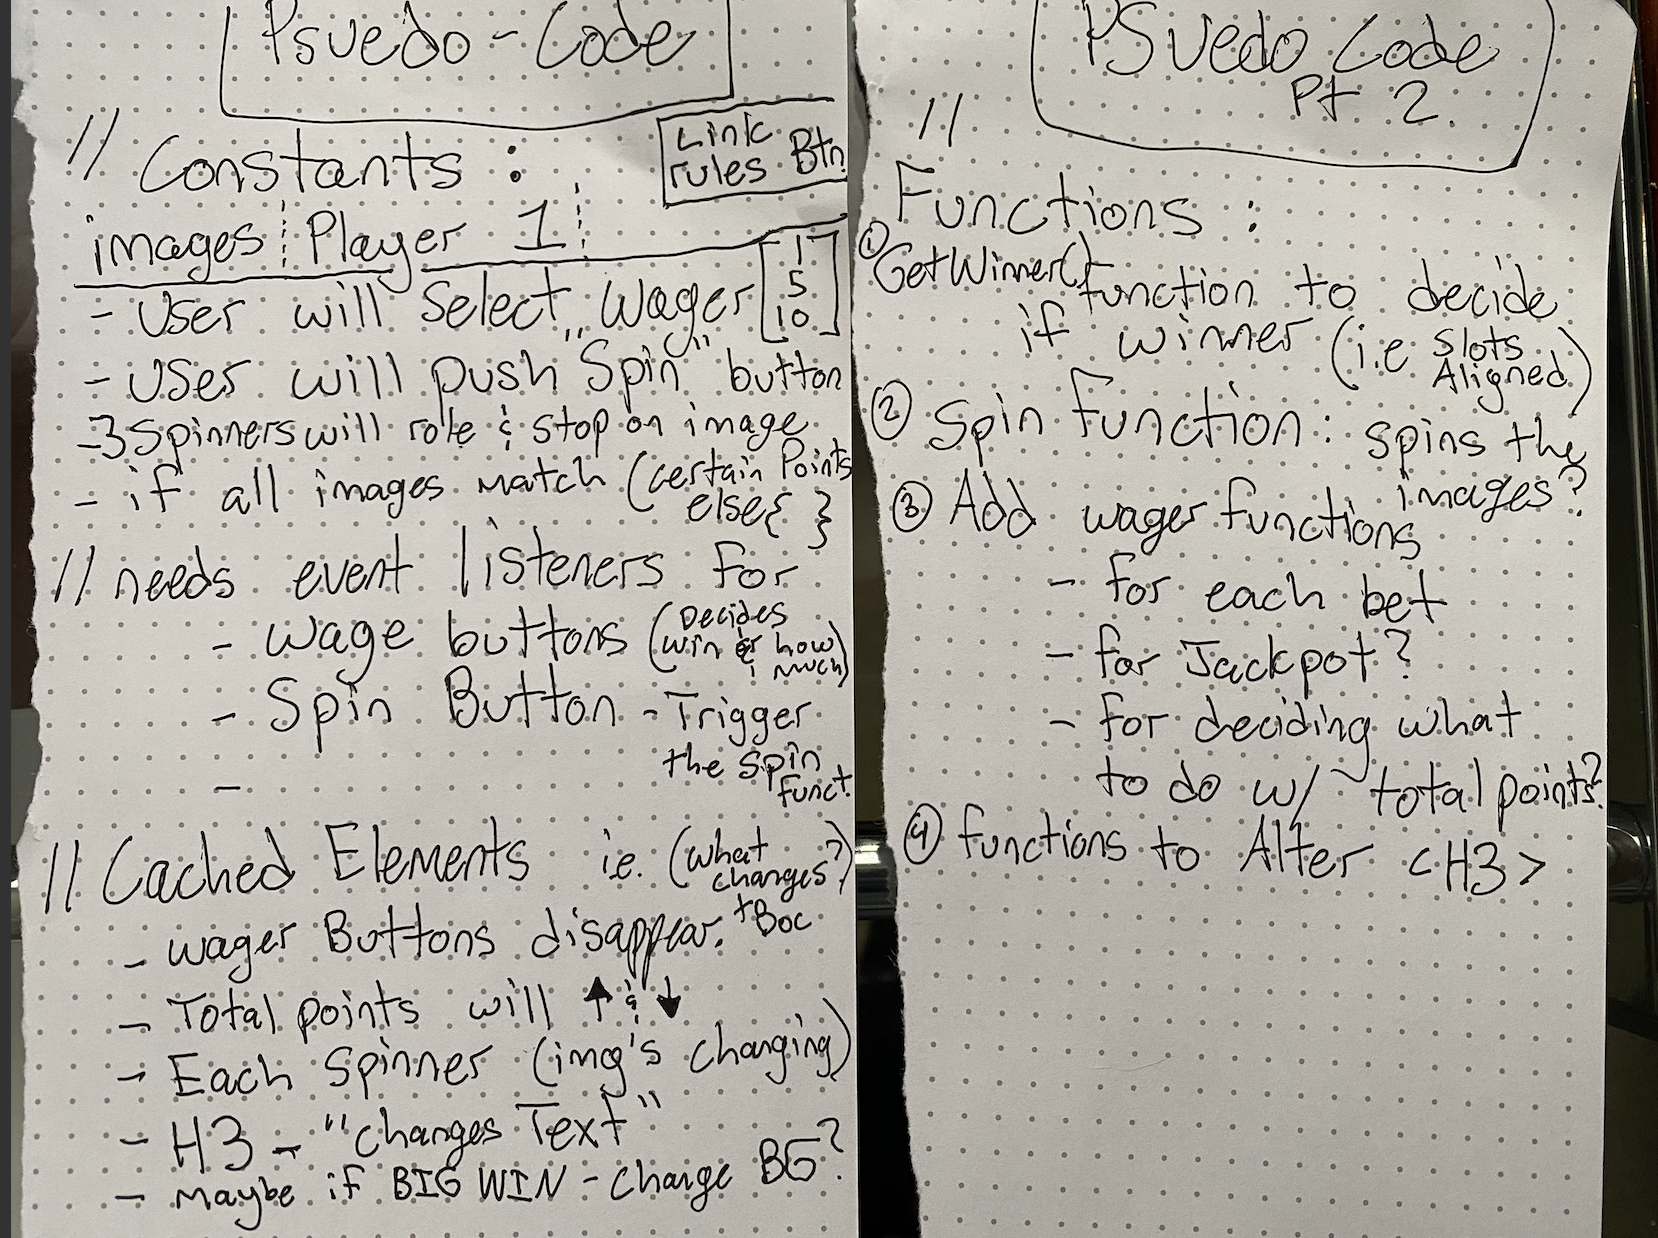 Psuedo-Code
// Constants :
Link
rules Btn
images Player 1
- User will Select Wager [1
5
10]
- User will push "Spin" button
- 3 Spinners will role & stop on image
- if all images match (certain Points
else{ }
// needs event listeners for
- Wage buttons (Decides
win & how
much)
- Spin Button - Trigger
the spin
funct.
-
// Cached Elements ie. (what
changes?)
- wager Buttons disappear.
- Total points will ↑ & ↓
- Each Spinner (img's changing)
- H3 - "changes Text"
- Maybe if BIG WIN - change BG?
PSuedo Code
Pt 2.
//
Functions :
① GetWinner() function to decide
if winner (i.e Slots
Aligned)
② Spin Function: spins the
images?
③ Add wager functions
- for each bet
- for Jackpot?
- for deciding what
to do w/ total points?
④ functions to Alter <H3>